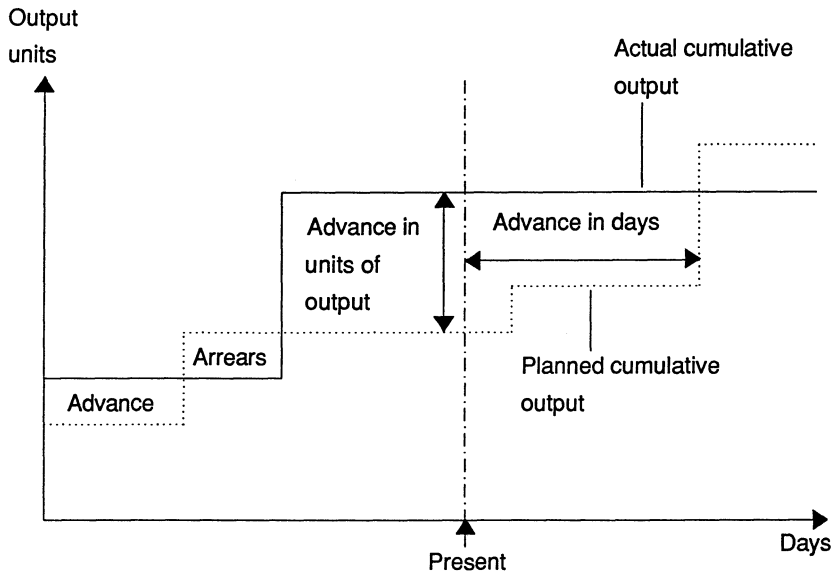 Output
units
Actual cumulative
output
Advance in
units of
output
Advance in days
Arrears
Advance
Planned cumulative
output
Days
Present